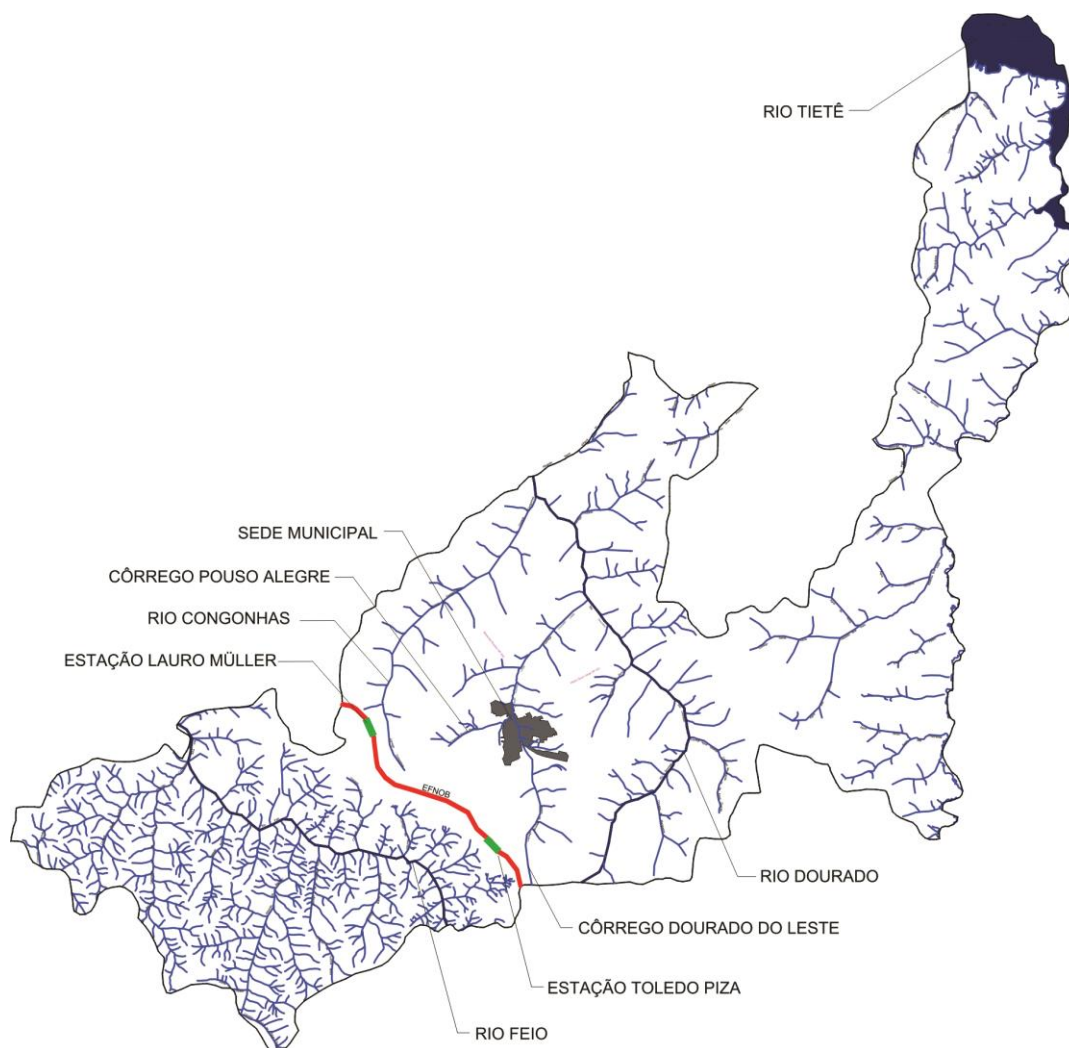 RIO TIETÊ
SEDE MUNICIPAL
CÔRREGO POUSO ALEGRE
RIO CONGONHAS
ESTAÇÃO LAURO MÜLLER
EFNOB
RIO DOURADO
CÔRREGO DOURADO DO LESTE
ESTAÇÃO TOLEDO PIZA
RIO FEIO